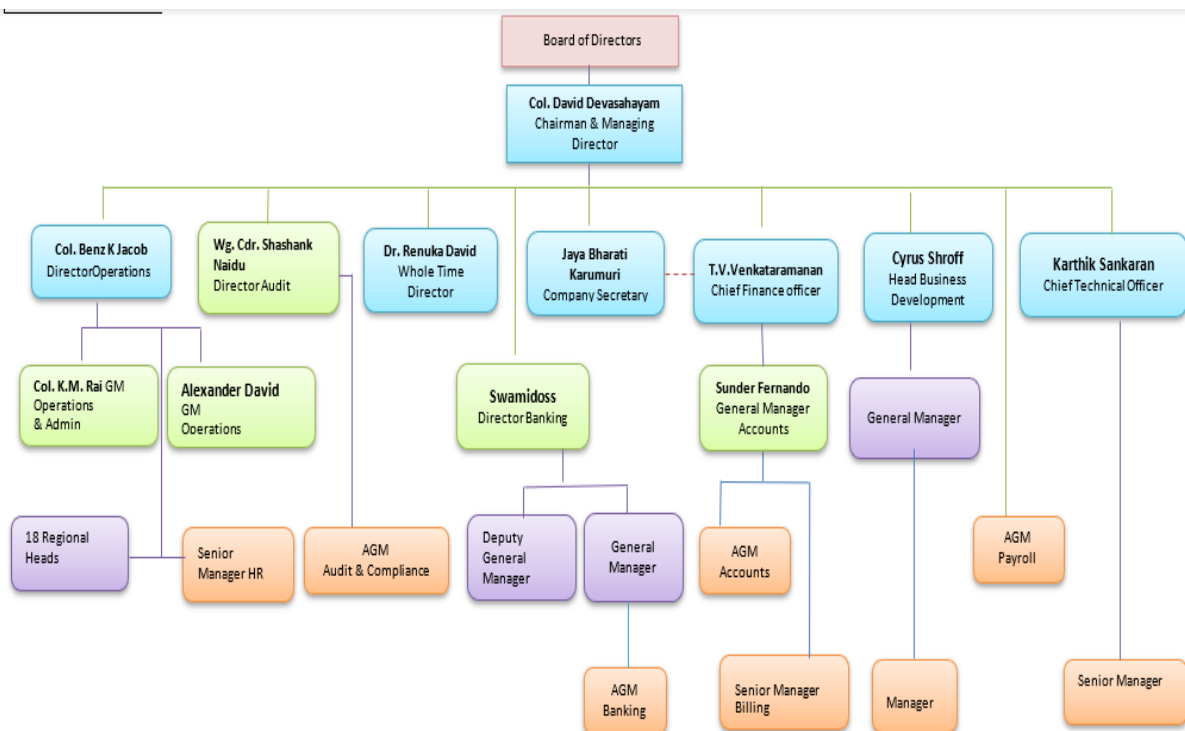 Board of Directors
Col. David Devasahayam
Chairman & Managing
Director
Col. Benz K Jacob
DirectorOperations
Wg. Cdr. Shashank
Naidu
Director Audit
Dr. Renuka David
Whole Time
Director
Jaya Bharati
Karumuri
Company Secretary
T.V.Venkataramanan
Chief Finance officer
Cyrus Shroff
Head Business
Development
Karthik Sankaran
Chief Technical Officer
Col. K.M. Rai GM
Operations
& Admin
Alexander David
GM
Operations
Swamidoss
Director Banking
Sunder Fernando
General Manager
Accounts
General Manager
18 Regional
Heads
Senior
Manager HR
AGM
Audit & Compliance
Deputy
General
Manager
General
Manager
AGM
Accounts
AGM
Payroll
AGM
Banking
Senior Manager
Billing
Manager
Senior Manager